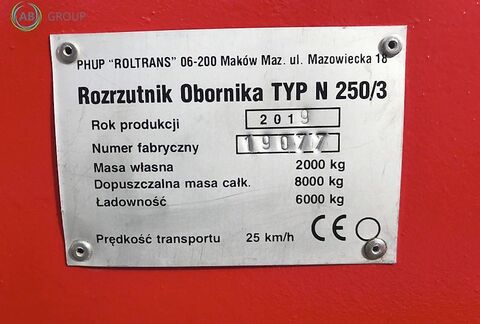 AB GROUP
PHUP "ROLTRANS" 06-200 Maków Maz. ul. Mazowiecka 18
Rozrzutnik Obornika TYP N 250/3
Rok produkcji 2019
Numer fabryczny 19077
Masa własna 2000 kg
Dopuszczalna masa całk. 8000 kg
Ładowność 6000 kg
Prędkość transportu 25 km/h CE